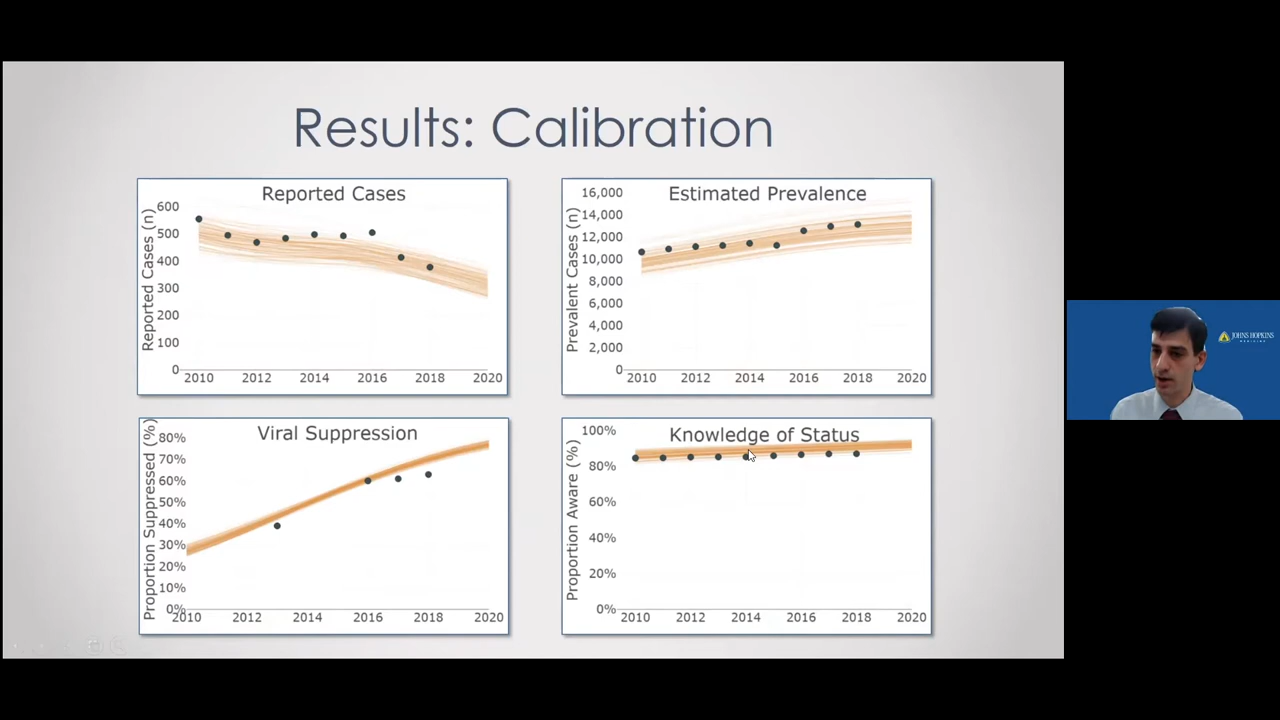 Results: Calibration
Reported Cases
Reported Cases (n)
600
500
400
300
200
100
0
2010 2012 2014 2016 2018 2020
Estimated Prevalence
Prevalent Cases (n)
16,000
14,000
12,000
10,000
8,000
6,000
4,000
2,000
0
2010 2012 2014 2016 2018 2020
Viral Suppression
Proportion Suppressed (%)
80%
70%
60%
50%
40%
30%
20%
10%
0%
2010 2012 2014 2016 2018 2020
Knowledge of Status
Proportion Aware (%)
100%
80%
60%
40%
20%
0%
2010 2012 2014 2016 2018 2020
JOHNS HOPKINS
MEDICINE